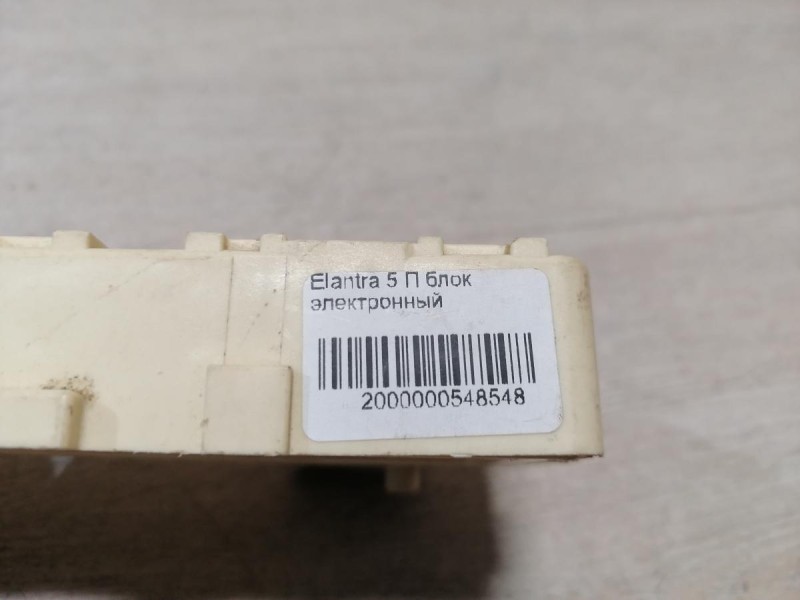 Elantra 5 П блок
электронный
2000000548548